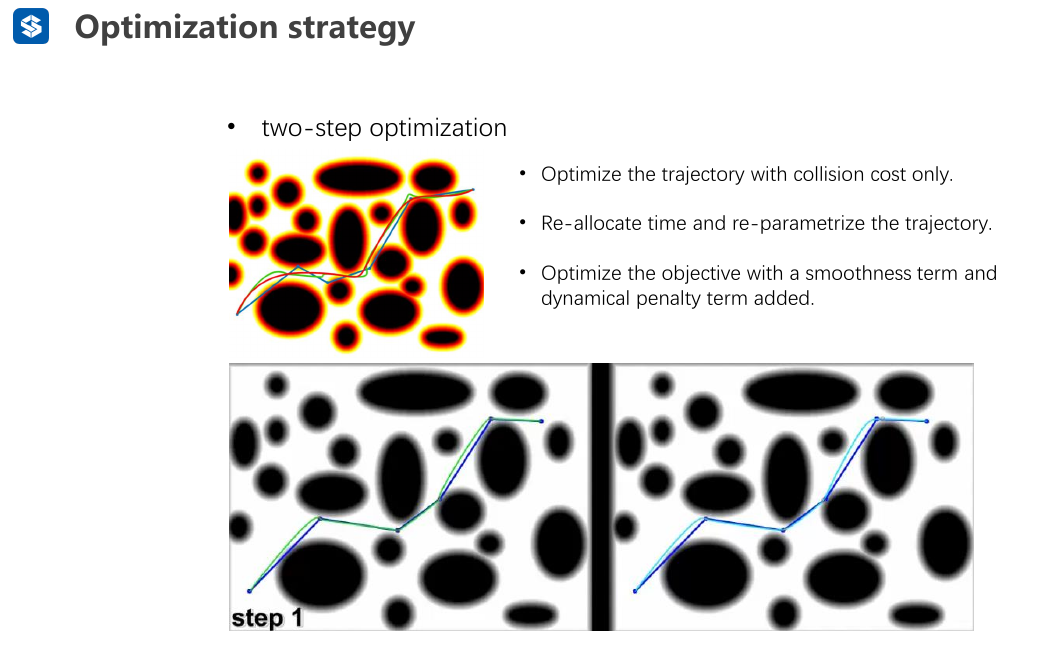 Optimization strategy
• two-step optimization
• Optimize the trajectory with collision cost only.
• Re-allocate time and re-parametrize the trajectory.
• Optimize the objective with a smoothness term and
dynamical penalty term added.
step 1